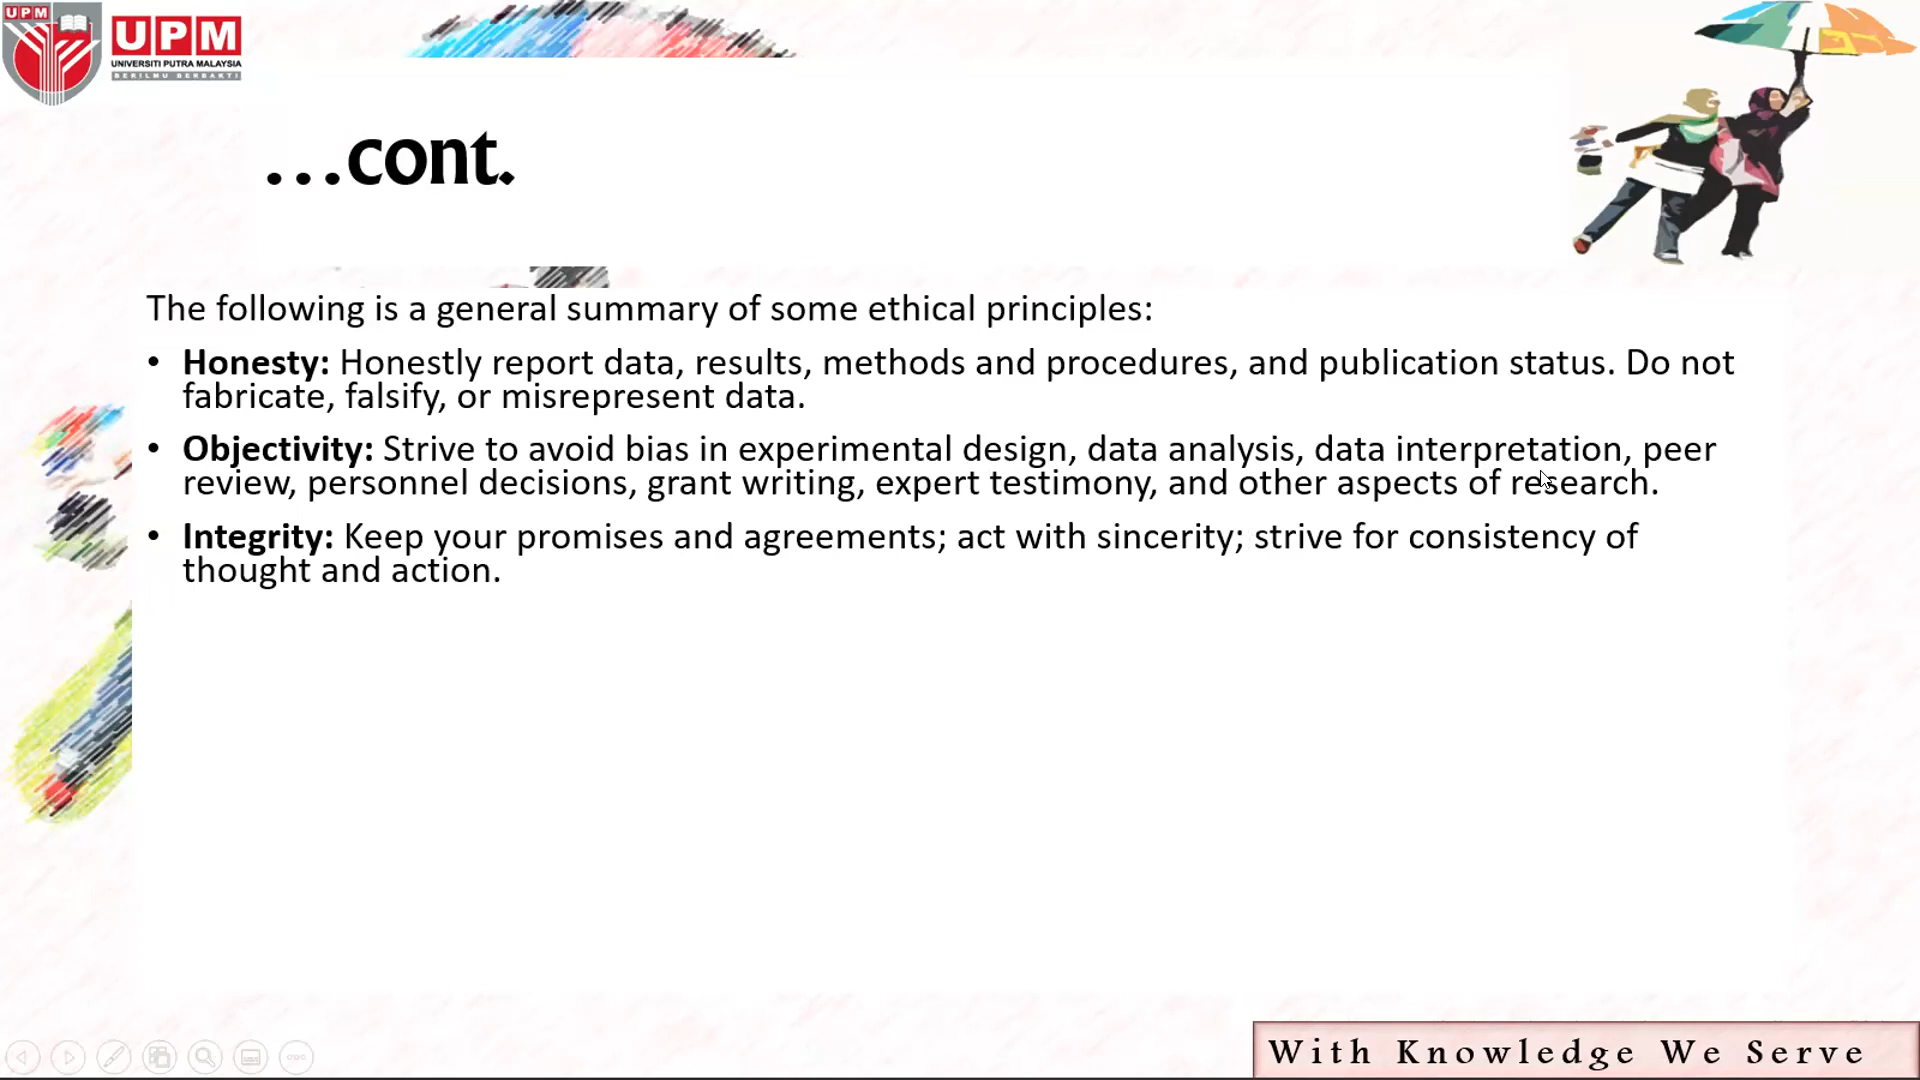 UPM
UPM
UNIVERSITI PUTRA MALAYSIA
BERILMU BERBAKTI
...cont.
The following is a general summary of some ethical principles:
• Honesty: Honestly report data, results, methods and procedures, and publication status. Do not
fabricate, falsify, or misrepresent data.
• Objectivity: Strive to avoid bias in experimental design, data analysis, data interpretation, peer
review, personnel decisions, grant writing, expert testimony, and other aspects of research.
• Integrity: Keep your promises and agreements; act with sincerity; strive for consistency of
thought and action.
With Knowledge We Serve